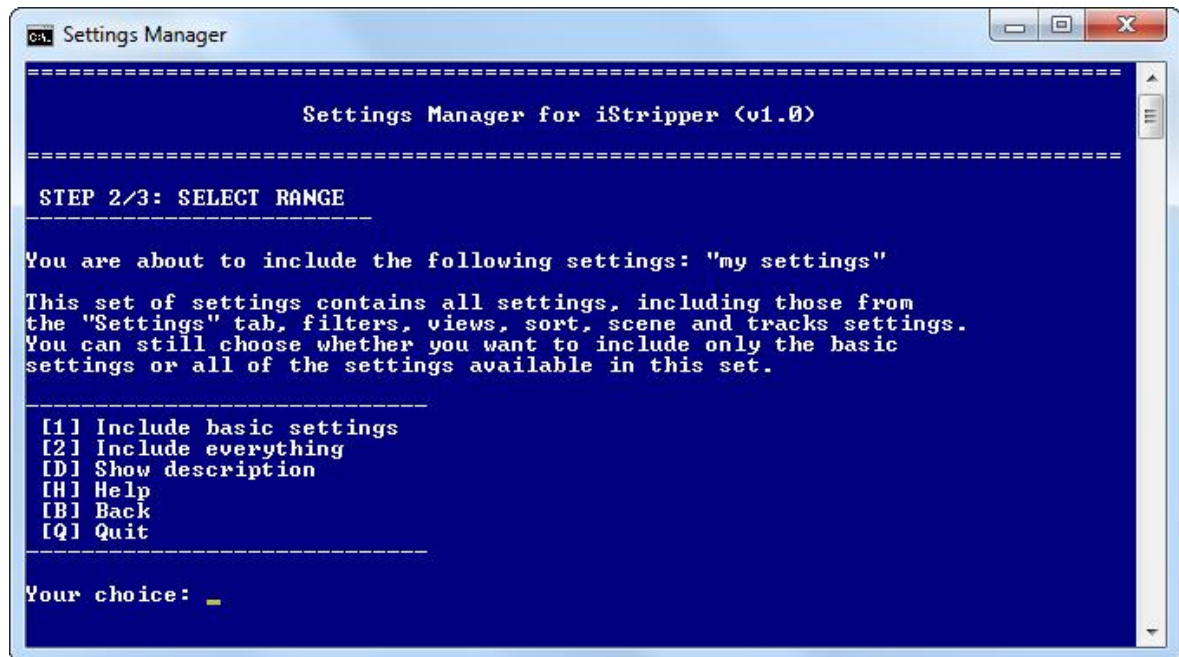 Settings Manager
===============================================================================
Settings Manager for iStripper (v1.0)
===============================================================================
STEP 2/3: SELECT RANGE
-------------------------
You are about to include the following settings: "my settings"
This set of settings contains all settings, including those from
the "Settings" tab, filters, views, sort, scene and tracks settings.
You can still choose whether you want to include only the basic
settings or all of the settings available in this set.
_____________________________
[1] Include basic settings
[2] Include everything
[D] Show description
[H] Help
[B] Back
[Q] Quit
_____________________________
Your choice: _